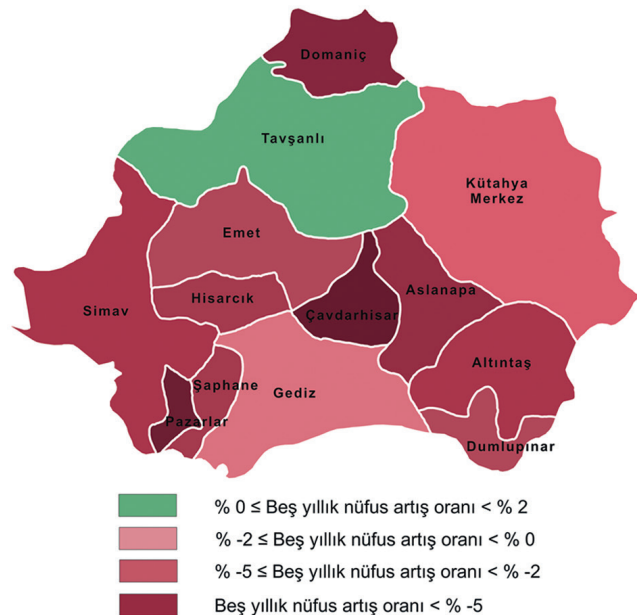 Domaniç
Tavşanlı
Kütahya
Merkez
Emet
Aslanapa
Hisarcık
Simav
Çavdarhisar
Altıntaş
Şaphane
Gediz
Pazarlar
Dumlupınar
% 0 ≤ Beş yıllık nüfus artış oranı < % 2
% -2 ≤ Beş yıllık nüfus artış oranı < % 0
% -5 ≤ Beş yıllık nüfus artış oranı < % -2
Beş yıllık nüfus artış oranı < % -5